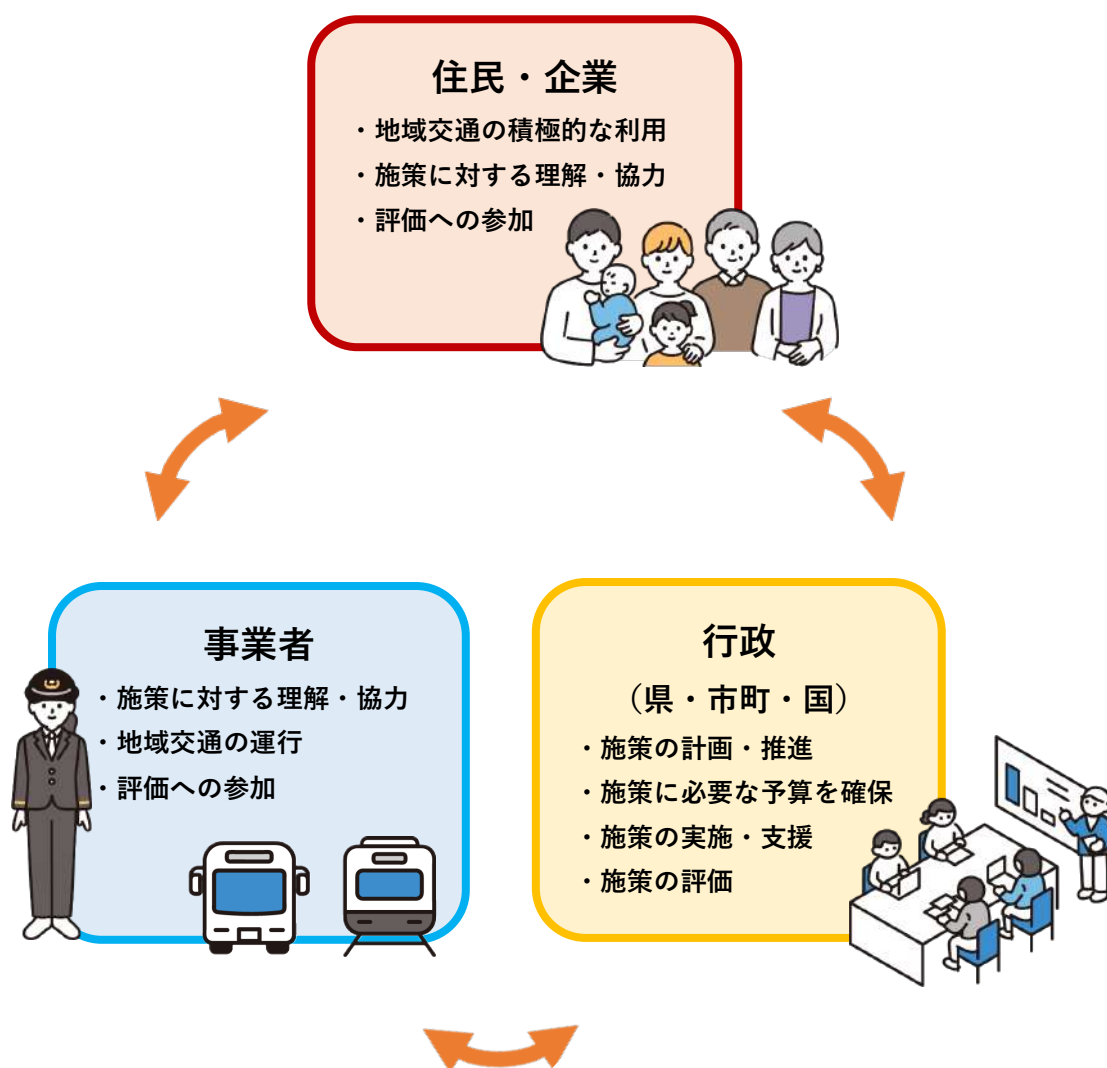 住民・企業
・地域交通の積極的な利用
・施策に対する理解・協力
・評価への参加
事業者
・施策に対する理解・協力
・地域交通の運行
・評価への参加
行政
（県・市町・国）
・施策の計画・推進
・施策に必要な予算を確保
・施策の実施・支援
・施策の評価